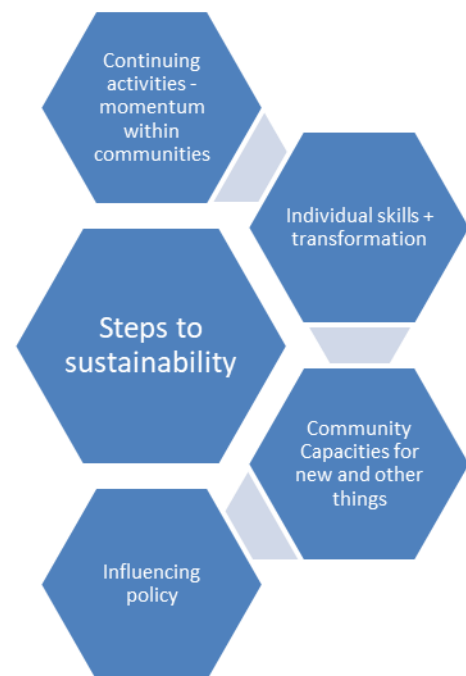 Continuing
activities -
momentum
within
communities
Individual skills +
transformation
Steps to
sustainability
Community
Capacities for
new and other
things
Influencing
policy